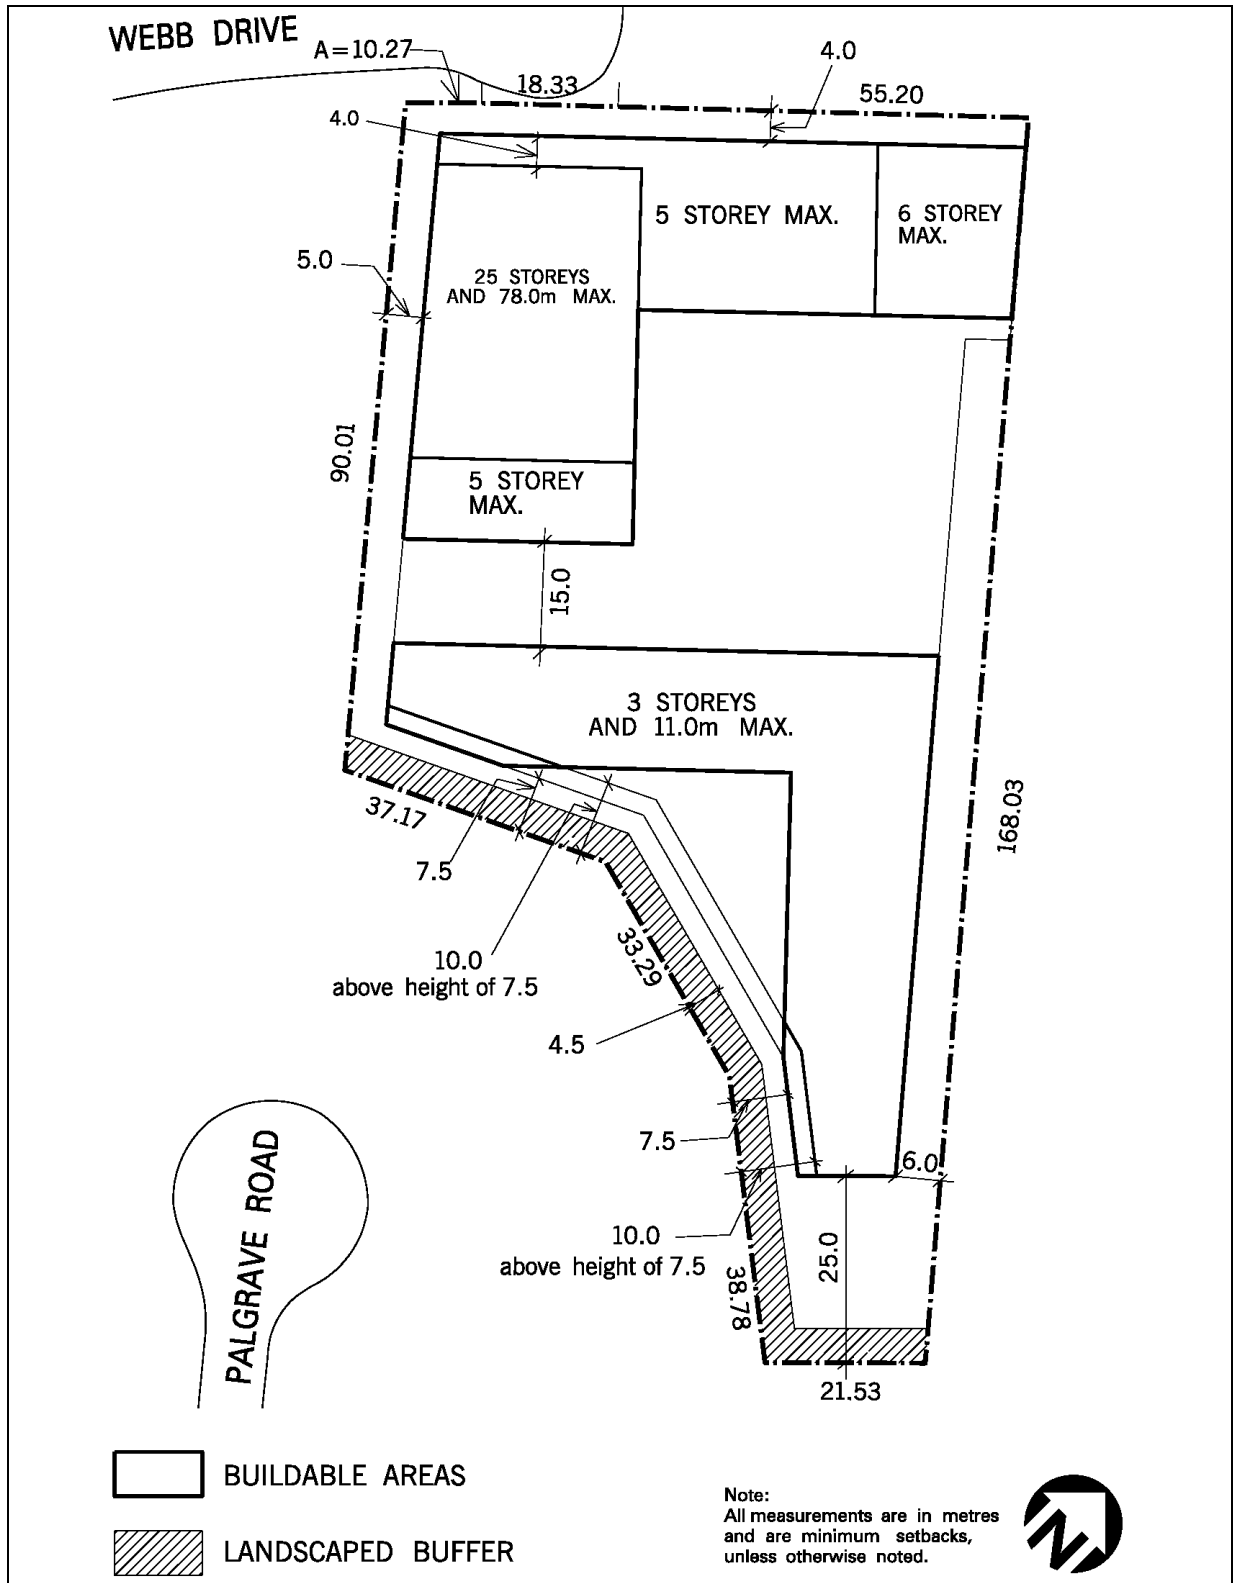 WEBB DRIVE
A=10.27
18.33
4.0
55.20
4.0
5 STOREY MAX.
6 STOREY
MAX.
5.0
25 STOREYS
AND 78.0m MAX.
90.01
5 STOREY
MAX.
15.0
3 STOREYS
AND 11.0m MAX.
168.03
37.17
7.5
33.29
10.0
above height of 7.5
4.5
7.5
6.0
PALGRAVE ROAD
10.0
above height of 7.5
25.0
38.78
21.53
BUILDABLE AREAS
LANDSCAPED BUFFER
Note:
All measurements are in metres
and are minimum setbacks,
unless otherwise noted.
N